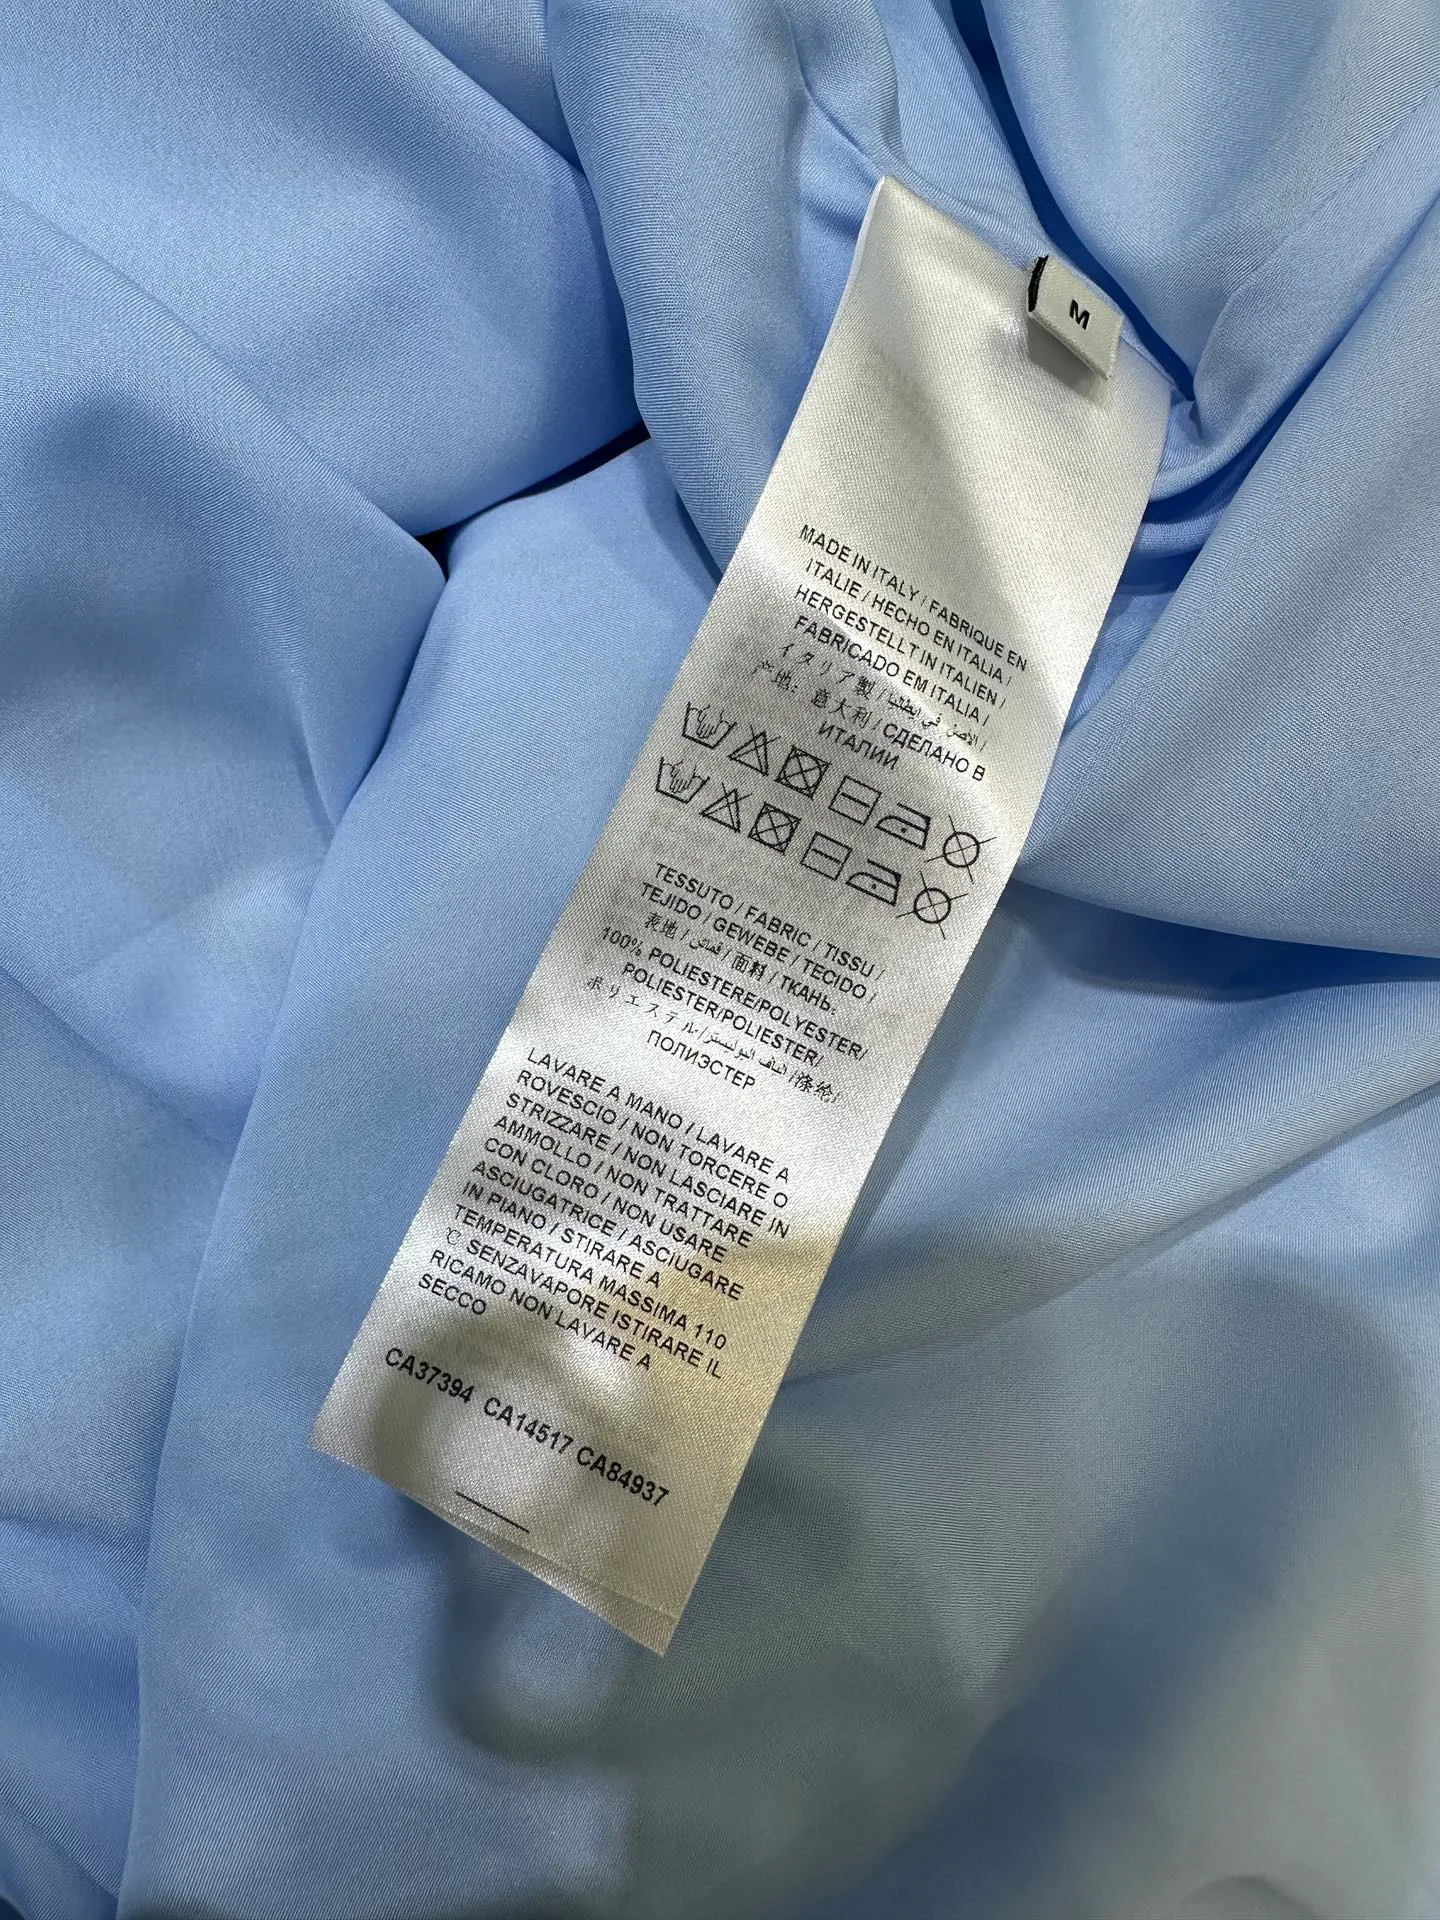 M
MADE IN ITALY / FABRIQUE EN
ITALIE / HECHO EN ITALIA /
HERGESTELLT IN ITALIEN /
FABRICADO EM ITALIA /
イタリア製 / الأصل في إيطاليا /
产地：意大利 / СДЕЛАНО В
ИТАЛИИ
TESSUTO / FABRIC / TISSU /
TEJIDO / GEWEBE / TECIDO /
表地 / قماش / 面料 / ТКАНЬ:
100% POLIESTERE/POLYESTER/
POLIESTER/POLIESTER/
ポリエステル/ألياف البوليستر/涤纶/
ПОЛИЭСТЕР
LAVARE A MANO / LAVARE A
ROVESCIO / NON TORCERE O
STRIZZARE / NON LASCIARE IN
AMMOLLO / NON TRATTARE
CON CLORO / NON USARE
ASCIUGATRICE / ASCIUGARE
IN PIANO / STIRARE A
TEMPERATURA MASSIMA 110
℃ SENZAVAPORE ISTIRARE IL
RICAMO NON LAVARE A
SECCO
CA37394 CA14517 CA84937